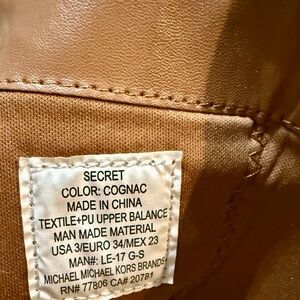 SECRET
COLOR: COGNAC
MADE IN CHINA
TEXTILE+PU UPPER BALANCE
MAN MADE MATERIAL
USA 3/EURO 34/MEX 23
MAN#: LE-17 G-S
MICHAEL MICHAEL KORS BRANDS
RN# 77806 CA# 20781